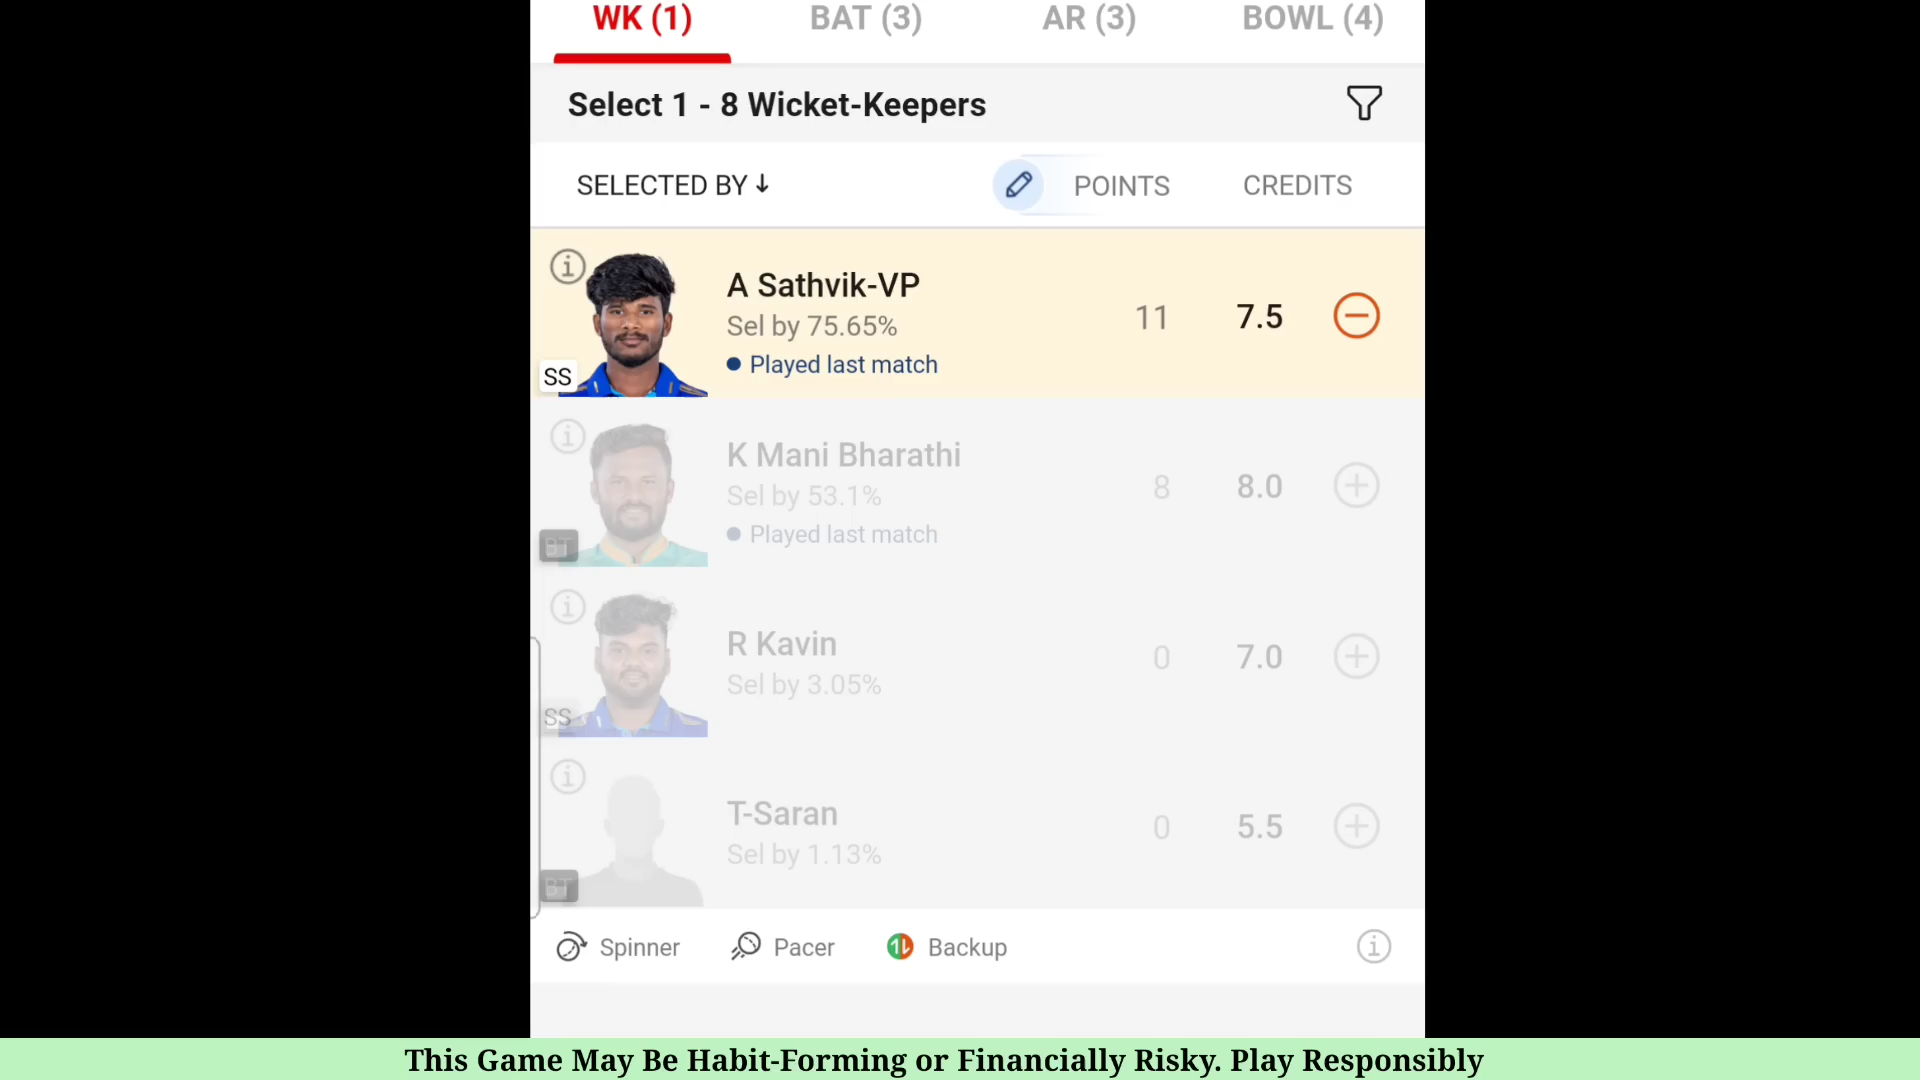 WK (1) BAT (3) AR (3) BOWL (4)
Select 1 - 8 Wicket-Keepers
SELECTED BY ↓ POINTS CREDITS
A Sathvik-VP
Sel by 75.65% 11 7.5
Played last match
SS
K Mani Bharathi
Sel by 53.1% 8 8.0
Played last match
BT
R Kavin
Sel by 3.05% 0 7.0
SS
T-Saran
Sel by 1.13% 0 5.5
BT
Spinner Pacer Backup
This Game May Be Habit-Forming or Financially Risky. Play Responsibly